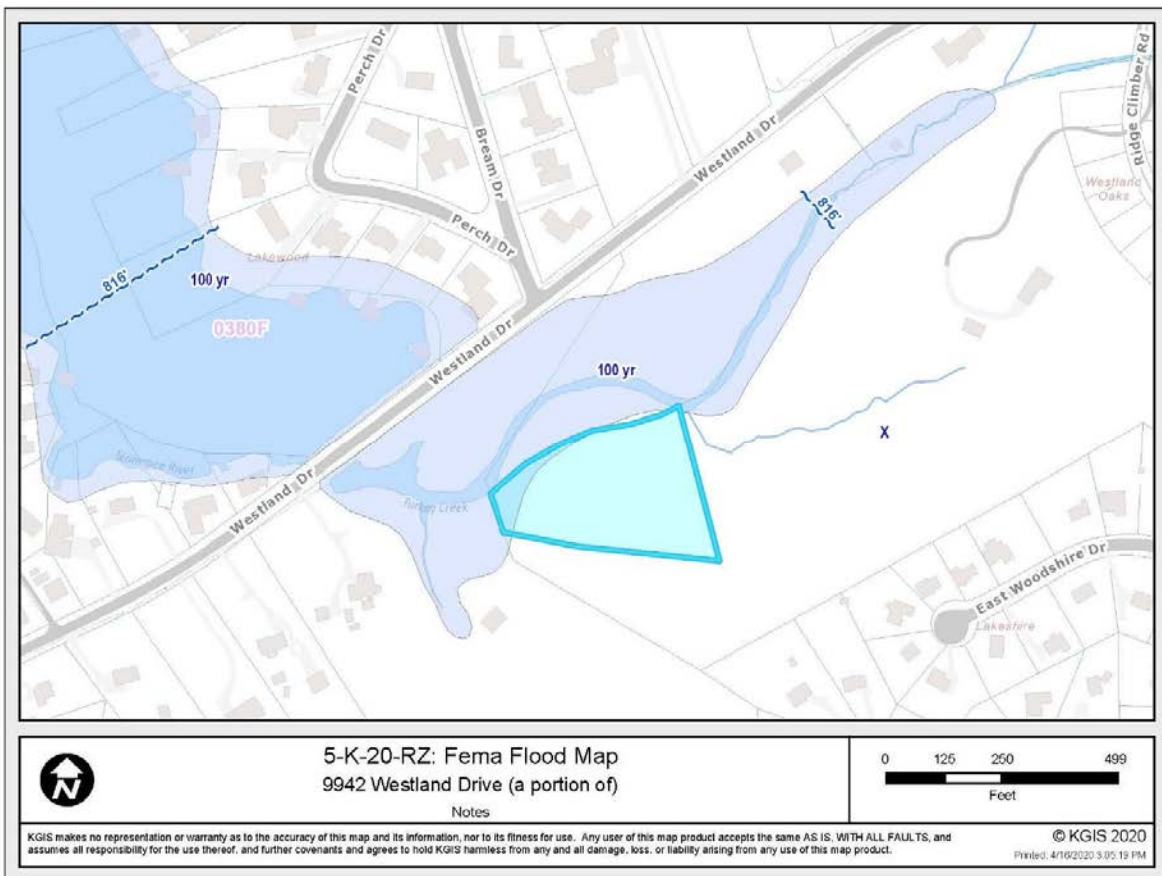 Perch Dr
Bream Dr
Westland Dr
Ridge Climber Rd
Westland
Oaks
816'
Perch Dr
Lakewood
816'
100 yr
0380F
Westland Dr
100 yr
X
Tennessee River
Westland Dr
Turkey Creek
East Woodshire Dr
Lakeshire
N
5-K-20-RZ: Fema Flood Map
9942 Westland Drive (a portion of)
Notes
0 125 250 499
Feet
KGIS makes no representation or warranty as to the accuracy of this map and its information, nor to its fitness for use. Any user of this map product accepts the same AS IS, WITH ALL FAULTS, and
assumes all responsibility for the use thereof, and further covenants and agrees to hold KGIS harmless from any and all damage, loss, or liability arising from any use of this map product.
© KGIS 2020
Printed: 4/16/2020 3:05:19 PM